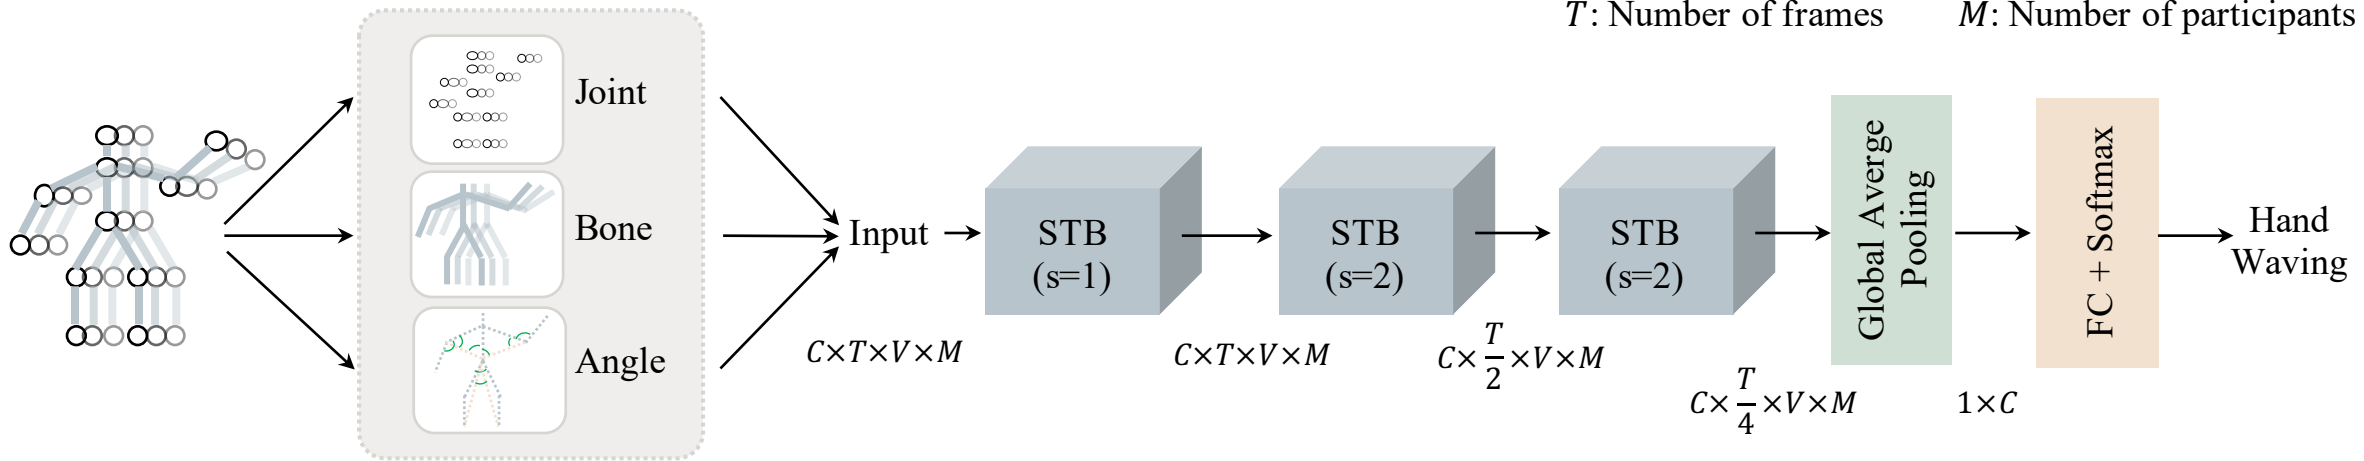 T: Number of frames M: Number of participants
Joint
Bone
Angle
Input
C×T×V×M
STB
(s=1)
C×T×V×M
STB
(s=2)
C×T/2×V×M
STB
(s=2)
C×T/4×V×M
Global Average
Pooling
1×C
FC + Softmax
Hand
Waving